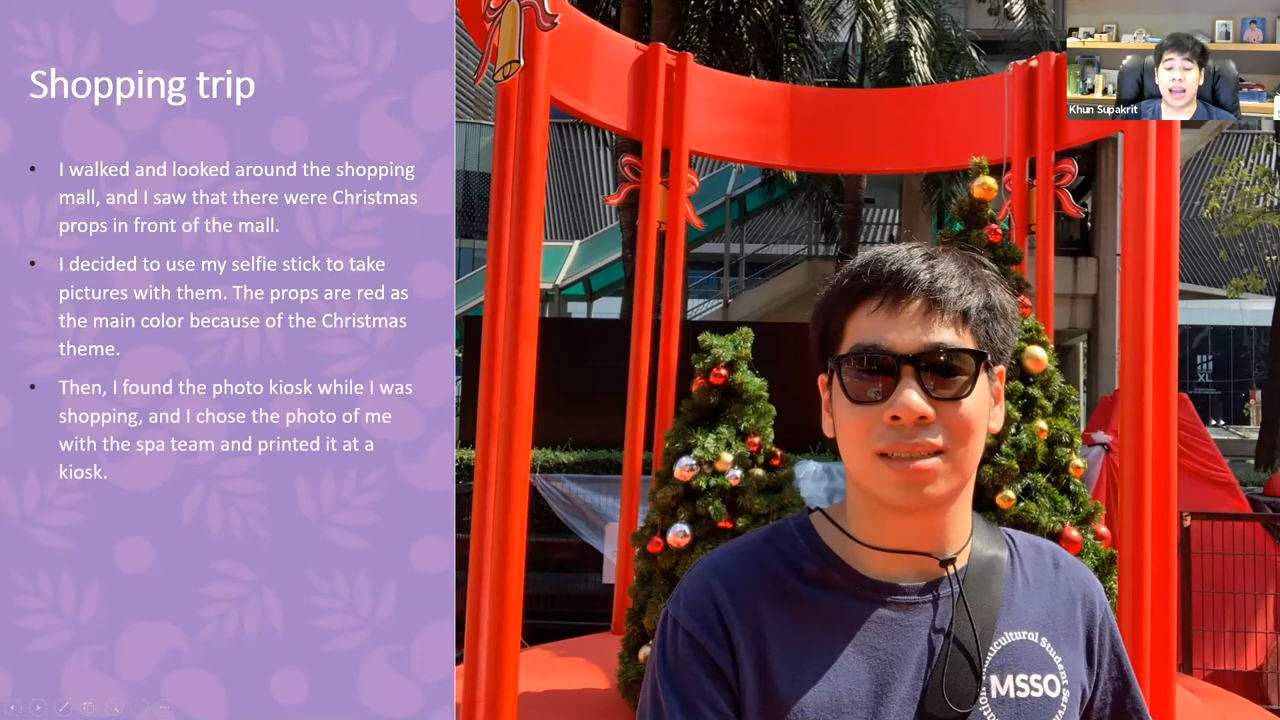 Shopping trip
• I walked and looked around the shopping
mall, and I saw that there were Christmas
props in front of the mall.
• I decided to use my selfie stick to take
pictures with them. The props are red as
the main color because of the Christmas
theme.
• Then, I found the photo kiosk while I was
shopping, and I chose the photo of me
with the spa team and printed it at a
kiosk.
Khun Supakrit
XL
MSSO